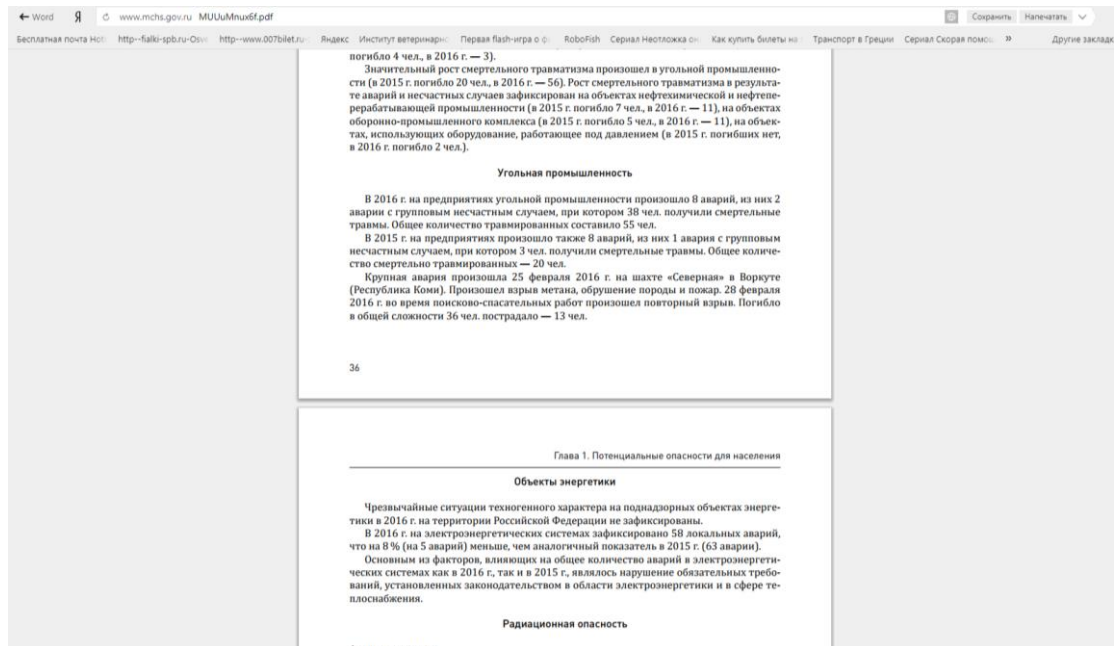 ← Word Я www.mchs.gov.ru MUUuMnux6f.pdf Сохранить Напечатать
Бесплатная почта Hot http--fialki-spb.ru-Osv http--www.007bilet.ru- Яндекс Институт ветеринарн Первая flash-игра о ф RoboFish Сериал Неотложка он Как купить билеты на Транспорт в Греции Сериал Скорая помощ » Другие заклад
погибло 4 чел., в 2016 г. — 3).
Значительный рост смертельного травматизма произошел в угольной промышленно-
сти (в 2015 г. погибло 20 чел., в 2016 г. — 56). Рост смертельного травматизма в результа-
те аварий и несчастных случаев зафиксирован на объектах нефтехимической и нефтепе-
рерабатывающей промышленности (в 2015 г. погибло 7 чел., в 2016 г. — 11), на объектах
оборонно-промышленного комплекса (в 2015 г. погибло 5 чел., в 2016 г. — 11), на объек-
тах, использующих оборудование, работающее под давлением (в 2015 г. погибших нет,
в 2016 г. погибло 2 чел.).
Угольная промышленность
В 2016 г. на предприятиях угольной промышленности произошло 8 аварий, из них 2
аварии с групповым несчастным случаем, при котором 38 чел. получили смертельные
травмы. Общее количество травмированных составило 55 чел.
В 2015 г. на предприятиях произошло также 8 аварий, из них 1 авария с групповым
несчастным случаем, при котором 3 чел. получили смертельные травмы. Общее количе-
ство смертельно травмированных — 20 чел.
Крупная авария произошла 25 февраля 2016 г. на шахте «Северная» в Воркуте
(Республика Коми). Произошел взрыв метана, обрушение породы и пожар. 28 февраля
2016 г. во время поисково-спасательных работ произошел повторный взрыв. Погибло
в общей сложности 36 чел. пострадало — 13 чел.
36
Глава 1. Потенциальные опасности для населения
Объекты энергетики
Чрезвычайные ситуации техногенного характера на поднадзорных объектах энерге-
тики в 2016 г. на территории Российской Федерации не зафиксированы.
В 2016 г. на электроэнергетических системах зафиксировано 58 локальных аварий,
что на 8 % (на 5 аварий) меньше, чем аналогичный показатель в 2015 г. (63 аварии).
Основным из факторов, влияющих на общее количество аварий в электроэнергети-
ческих системах как в 2016 г., так и в 2015 г., являлось нарушение обязательных требо-
ваний, установленных законодательством в области электроэнергетики и в сфере те-
плоснабжения.
Радиационная опасность